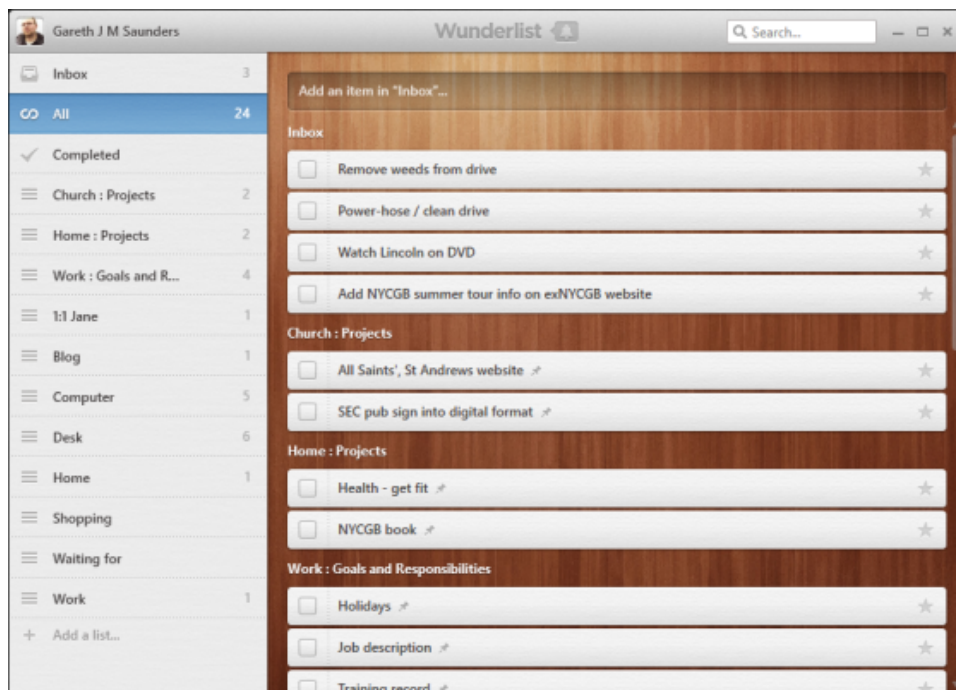 Gareth J M Saunders
Wunderlist
Search...
Inbox 3
All 24
Completed
Church : Projects 2
Home : Projects 2
Work : Goals and R... 4
1:1 Jane 1
Blog 1
Computer 5
Desk 6
Home 1
Shopping
Waiting for
Work 1
Add a list...
Add an item in "Inbox"...
Inbox
Remove weeds from drive
Power-hose / clean drive
Watch Lincoln on DVD
Add NYCGB summer tour info on exNYCGB website
Church : Projects
All Saints', St Andrews website
SEC pub sign into digital format
Home : Projects
Health - get fit
NYCGB book
Work : Goals and Responsibilities
Holidays
Job description
Training record